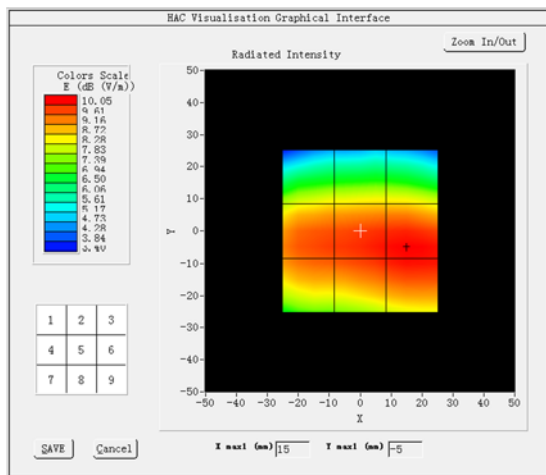 HAC Visualisation Graphical Interface
Zoom In/Out
Radiated Intensity
Colors Scale
E (dB (V/m))
10.05
9.61
9.16
8.72
8.28
7.83
7.39
6.94
6.50
6.06
5.61
5.17
4.73
4.28
3.84
3.40
50
40
30
20
10
0
-10
-20
-30
-40
-50
Y
-50 -40 -30 -20 -10 0 10 20 30 40 50
X
1 2 3
4 5 6
7 8 9
SAVE Cancel
X max1 (mm) 15 Y max1 (mm) -5